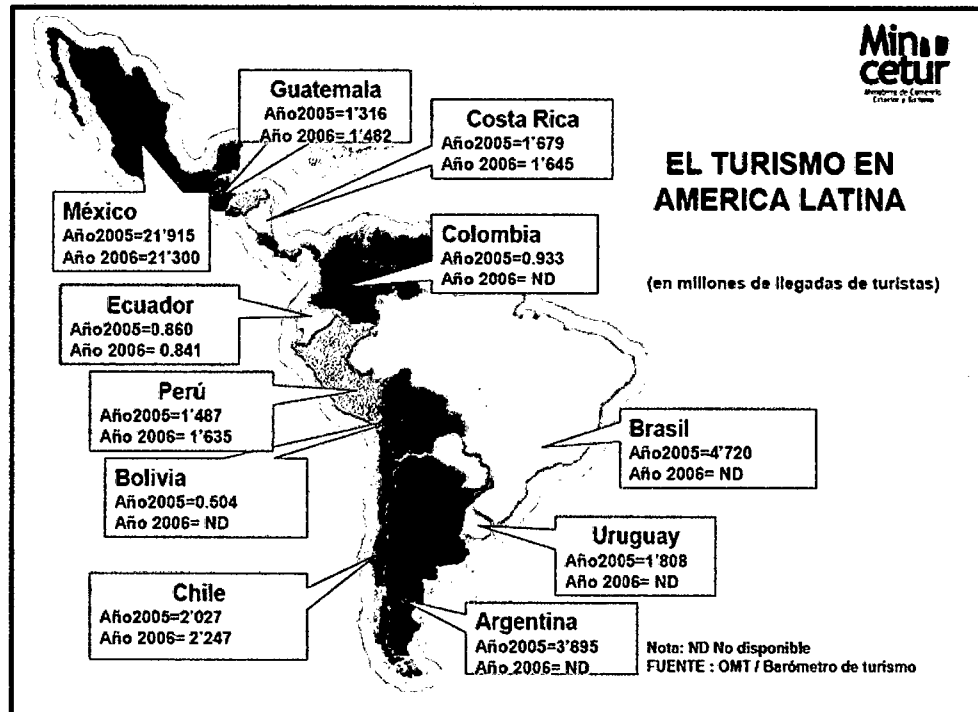 Min
cetur
Ministerio de Comercio
Exterior y Turismo
EL TURISMO EN
AMERICA LATINA
(en millones de llegadas de turistas)
Guatemala
Año2005=1'316
Año 2006= 1'482
Costa Rica
Año2005=1'679
Año 2006= 1'645
México
Año2005=21'915
Año 2006=21'300
Colombia
Año2005=0.933
Año 2006= ND
Ecuador
Año2005=0.860
Año 2006= 0.841
Perú
Año2005=1'487
Año 2006= 1'635
Brasil
Año2005=4'720
Año 2006= ND
Bolivia
Año2005=0.504
Año 2006= ND
Uruguay
Año2005=1'808
Año 2006= ND
Chile
Año2005=2'027
Año 2006= 2'247
Argentina
Año2005=3'895
Año 2006= ND
Nota: ND No disponible
FUENTE : OMT / Barómetro de turismo